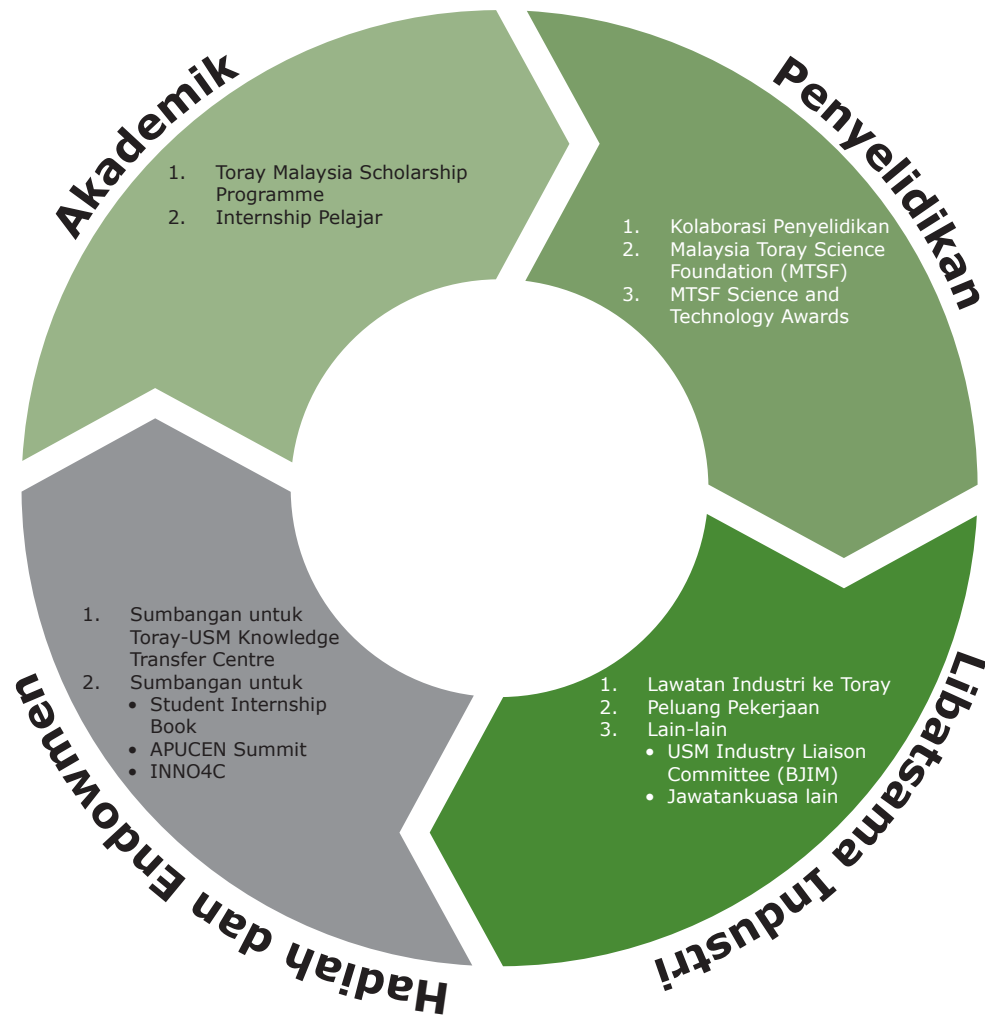 Akademik
1. Toray Malaysia Scholarship
Programme
2. Internship Pelajar
Penyelidikan
1. Kolaborasi Penyelidikan
2. Malaysia Toray Science
Foundation (MTSF)
3. MTSF Science and
Technology Awards
Libatsama Industri
1. Lawatan Industri ke Toray
2. Peluang Pekerjaan
3. Lain-lain
• USM Industry Liaison
Committee (BJIM)
• Jawatankuasa lain
Hadiah dan Endowmen
1. Sumbangan untuk
Toray-USM Knowledge
Transfer Centre
2. Sumbangan untuk
• Student Internship
Book
• APUCEN Summit
• INNO4C